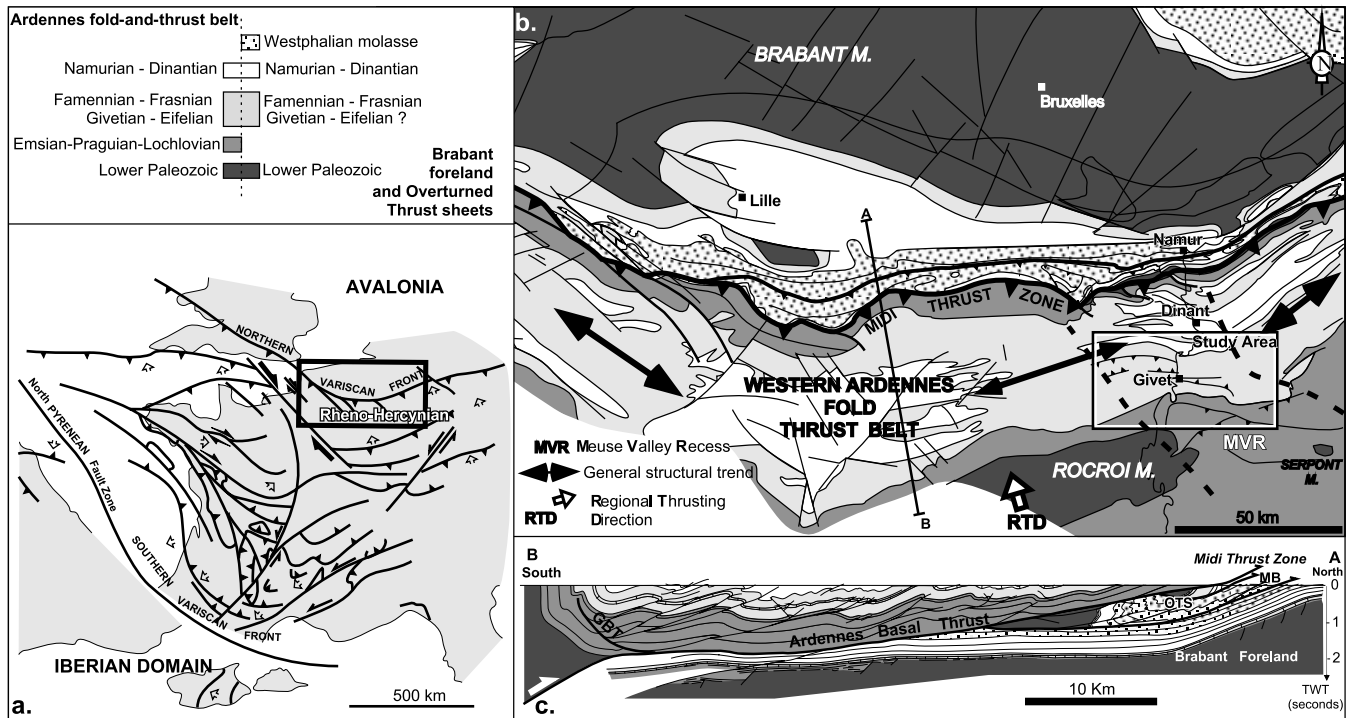 Ardennes fold-and-thrust belt
Westphalian molasse
Namurian - Dinantian
Namurian - Dinantian
Famennian - Frasnian
Givetian - Eifelian
Famennian - Frasnian
Givetian - Eifelian ?
Emsian-Praguian-Lochlovian
Lower Paleozoic
Lower Paleozoic
Brabant
foreland
and Overturned
Thrust sheets
AVALONIA
NORTHERN
VARISCAN
FRONT
Rheno-Hercynian
North PYRENEAN Fault Zone
SOUTHERN
VARISCAN
FRONT
IBERIAN DOMAIN
500 km
a.
b.
BRABANT M.
Bruxelles
N
Lille
A
Namur
MIDI
THRUST
ZONE
Dinant
Study Area
Givet
WESTERN ARDENNES
FOLD
THRUST BELT
MVR Meuse Valley Recess
General structural trend
RTD
Regional Thrusting
Direction
B
ROCROI M.
RTD
MVR
SERPONT
M.
50 km
B
South
Midi Thrust Zone
A
North
MB
0
OTS
GBT
Ardennes Basal Thrust
1
Brabant Foreland
2
10 Km
TWT
(seconds)
c.